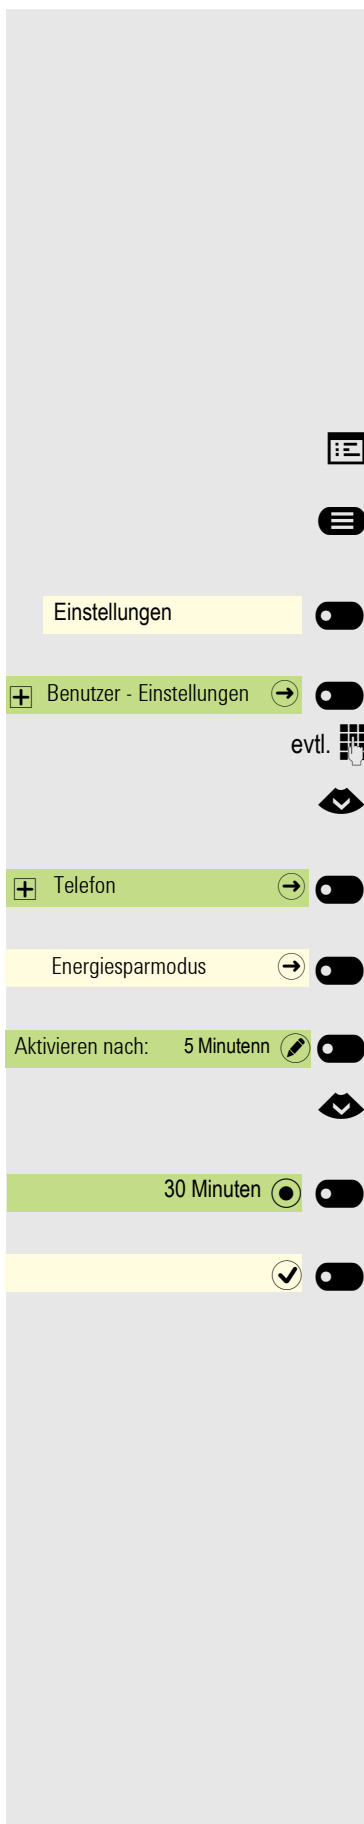 Einstellungen
Benutzer - Einstellungen
evtl.
Telefon
Energiesparmodus
Aktivieren nach: 5 Minutenn
30 Minuten